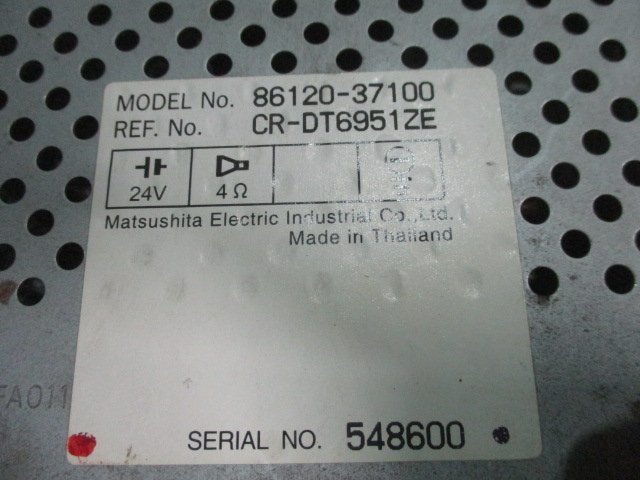 MODEL No. 86120-37100
REF. No. CR-DT6951ZE
24V 4Ω
Matsushita Electric Industrial Co.,Ltd.
Made in Thailand
FA011
SERIAL NO. 548600